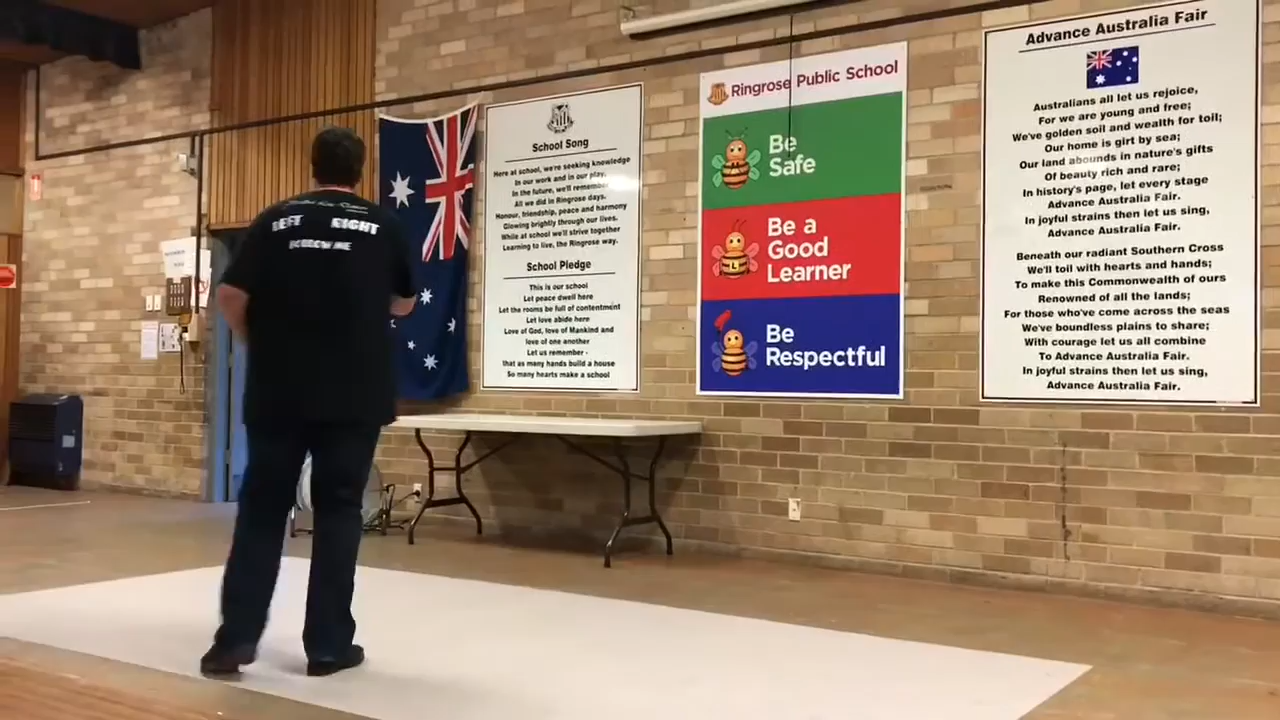 LEFT RIGHT
FOLLOW ME
School Song
Here at school, we're seeking knowledge
In our work and in our play.
In the future, we'll remember
All we did in Ringrose days.
Honour, friendship, peace and harmony
Glowing brightly through our lives.
While at school we'll strive together
Learning to live, the Ringrose way.
School Pledge
This is our school
Let peace dwell here
Let the rooms be full of contentment
Let love abide here
Love of God, love of Mankind and
love of one another
Let us remember -
that as many hands build a house
So many hearts make a school
Ringrose Public School
Be
Safe
Be a
Good
Learner
L
Be
Respectful
Advance Australia Fair
Australians all let us rejoice,
For we are young and free;
We've golden soil and wealth for toil;
Our home is girt by sea;
Our land abounds in nature's gifts
Of beauty rich and rare;
In history's page, let every stage
Advance Australia Fair.
In joyful strains then let us sing,
Advance Australia Fair.
Beneath our radiant Southern Cross
We'll toil with hearts and hands;
To make this Commonwealth of ours
Renowned of all the lands;
For those who've come across the seas
We've boundless plains to share;
With courage let us all combine
To Advance Australia Fair.
In joyful strains then let us sing,
Advance Australia Fair.